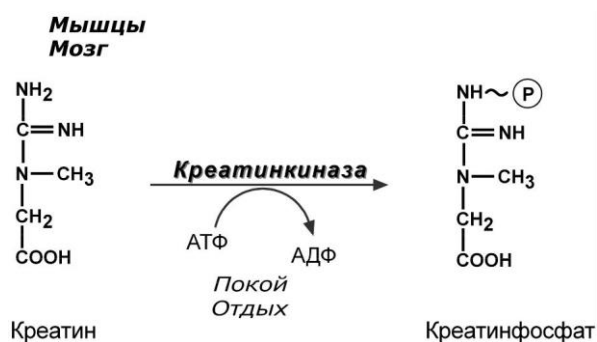 Мышцы
Мозг
NH₂
C=NH
N—CH₃
CH₂
COOH
Креатин
Креатинкиназа
АТФ
АДФ
Покой
Отдых
NH~P
C=NH
N—CH₃
CH₂
COOH
Креатинфосфат